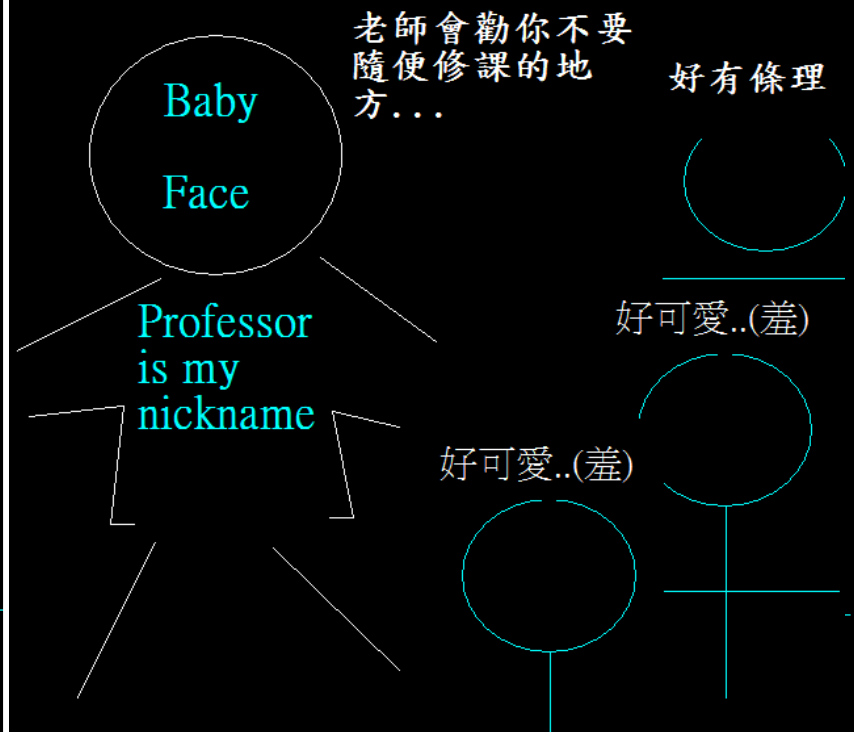 老師會勸你不要
隨便修課的地
方...
好有條理
Baby
Face
Professor
is my
nickname
好可愛..(羞)
好可愛..(羞)